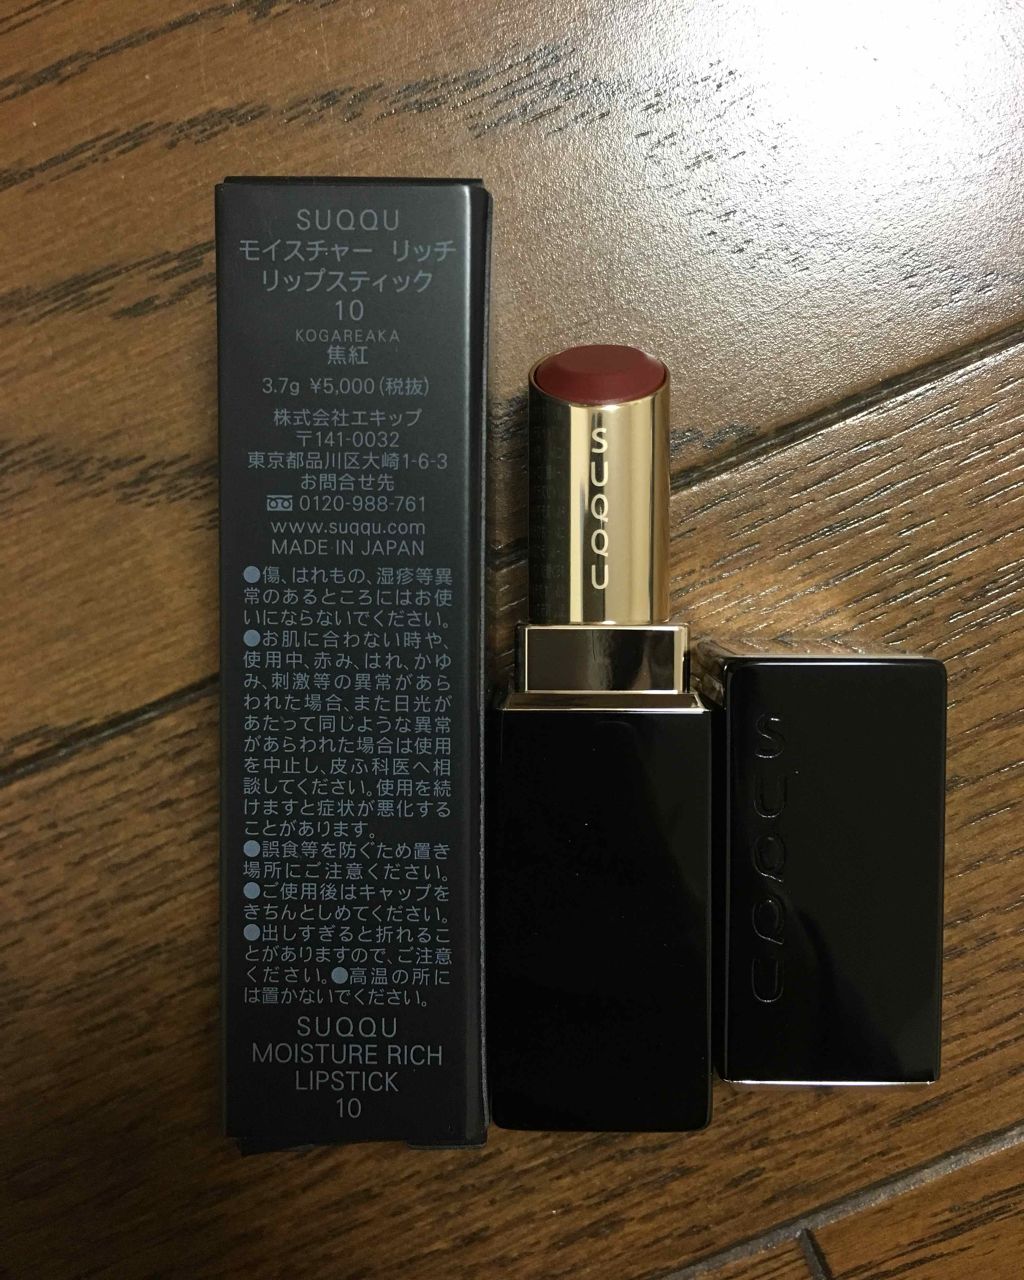 SUQQU
モイスチャー リッチ
リップスティック
10
KOGAREAKA
焦紅
3.7g ¥5,000(税抜)
株式会社エキップ
〒141-0032
東京都品川区大崎1-6-3
お問合せ先
0120-988-761
www.suqqu.com
MADE IN JAPAN
●傷、はれもの、湿疹等異
常のあるところにはお使
いにならないでください。
●お肌に合わない時や、
使用中、赤み、はれ、かゆ
み、刺激等の異常があら
われた場合、また日光が
あたって同じような異常
があらわれた場合は使用
を中止し、皮ふ科医へ相
談してください。使用を続
けますと症状が悪化する
ことがあります。
●誤食等を防ぐため置き
場所にご注意ください。
●ご使用後はキャップを
きちんとしめてください。
●出しすぎると折れるこ
とがありますので、ご注意
ください。●高温の所に
は置かないでください。
SUQQU
MOISTURE RICH
LIPSTICK
10
SUQQU
SUQQU